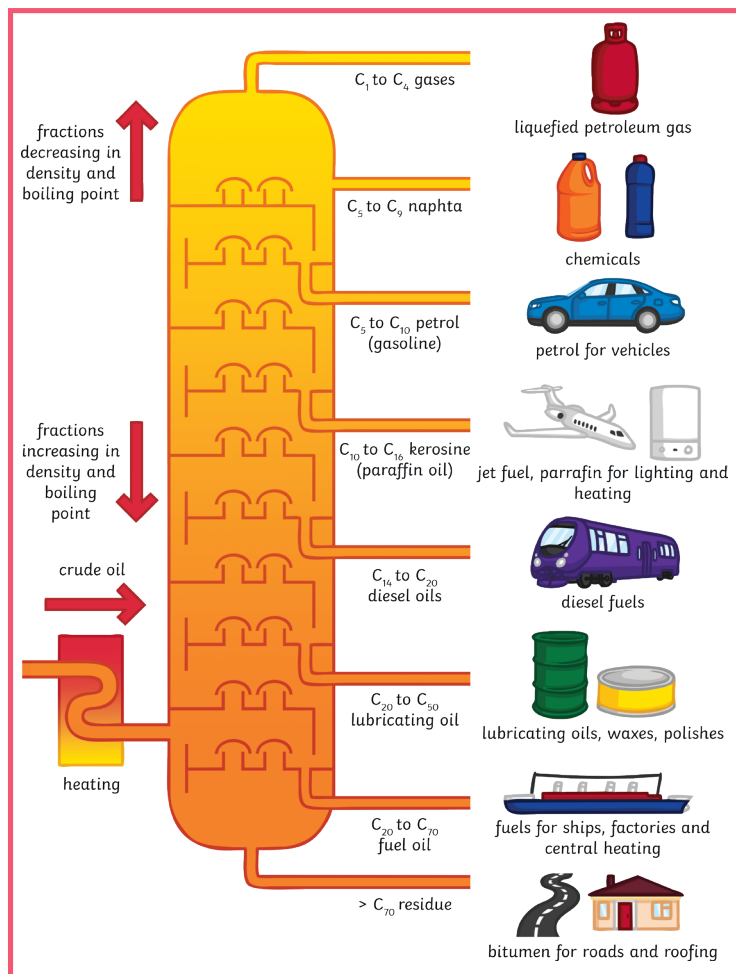 C₁ to C₄ gases
liquefied petroleum gas
fractions
decreasing in
density and
boiling point
C₅ to C₉ naphta
chemicals
C₅ to C₁₀ petrol
(gasoline)
petrol for vehicles
fractions
increasing in
density and
boiling
point
C₁₀ to C₁₆ kerosine
(paraffin oil)
jet fuel, parrafin for lighting and
heating
crude oil
C₁₄ to C₂₀
diesel oils
diesel fuels
C₂₀ to C₅₀
lubricating oil
lubricating oils, waxes, polishes
heating
C₂₀ to C₇₀
fuel oil
fuels for ships, factories and
central heating
> C₇₀ residue
bitumen for roads and roofing